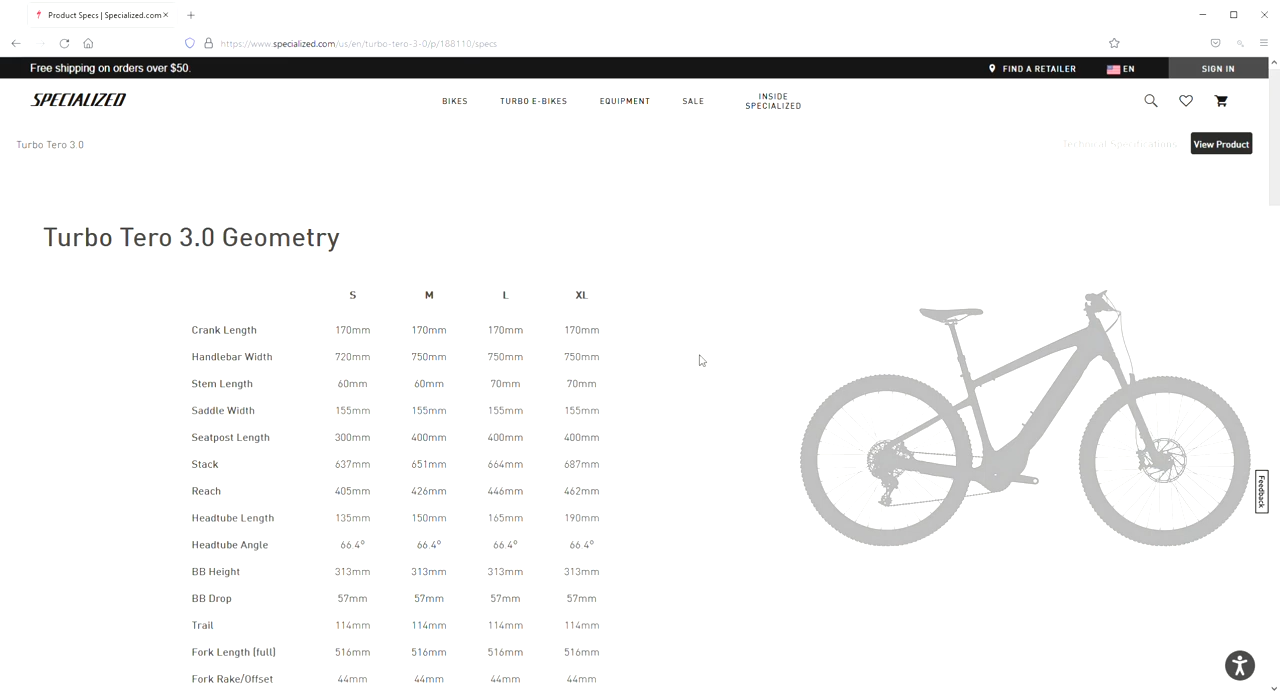 Product Specs | Specialized.com
https://www.specialized.com/us/en/turbo-tero-3-0/p/188110/specs
Free shipping on orders over $50.
FIND A RETAILER
EN
SIGN IN
SPECIALIZED
BIKES
TURBO E-BIKES
EQUIPMENT
SALE
INSIDE
SPECIALIZED
Turbo Tero 3.0
Technical Specifications
View Product
Turbo Tero 3.0 Geometry
S M L XL
Crank Length 170mm 170mm 170mm 170mm
Handlebar Width 720mm 750mm 750mm 750mm
Stem Length 60mm 60mm 70mm 70mm
Saddle Width 155mm 155mm 155mm 155mm
Seatpost Length 300mm 400mm 400mm 400mm
Stack 637mm 651mm 664mm 687mm
Reach 405mm 426mm 446mm 462mm
Headtube Length 135mm 150mm 165mm 190mm
Headtube Angle 66.4° 66.4° 66.4° 66.4°
BB Height 313mm 313mm 313mm 313mm
BB Drop 57mm 57mm 57mm 57mm
Trail 114mm 114mm 114mm 114mm
Fork Length (full) 516mm 516mm 516mm 516mm
Fork Rake/Offset 44mm 44mm 44mm 44mm
Feedback